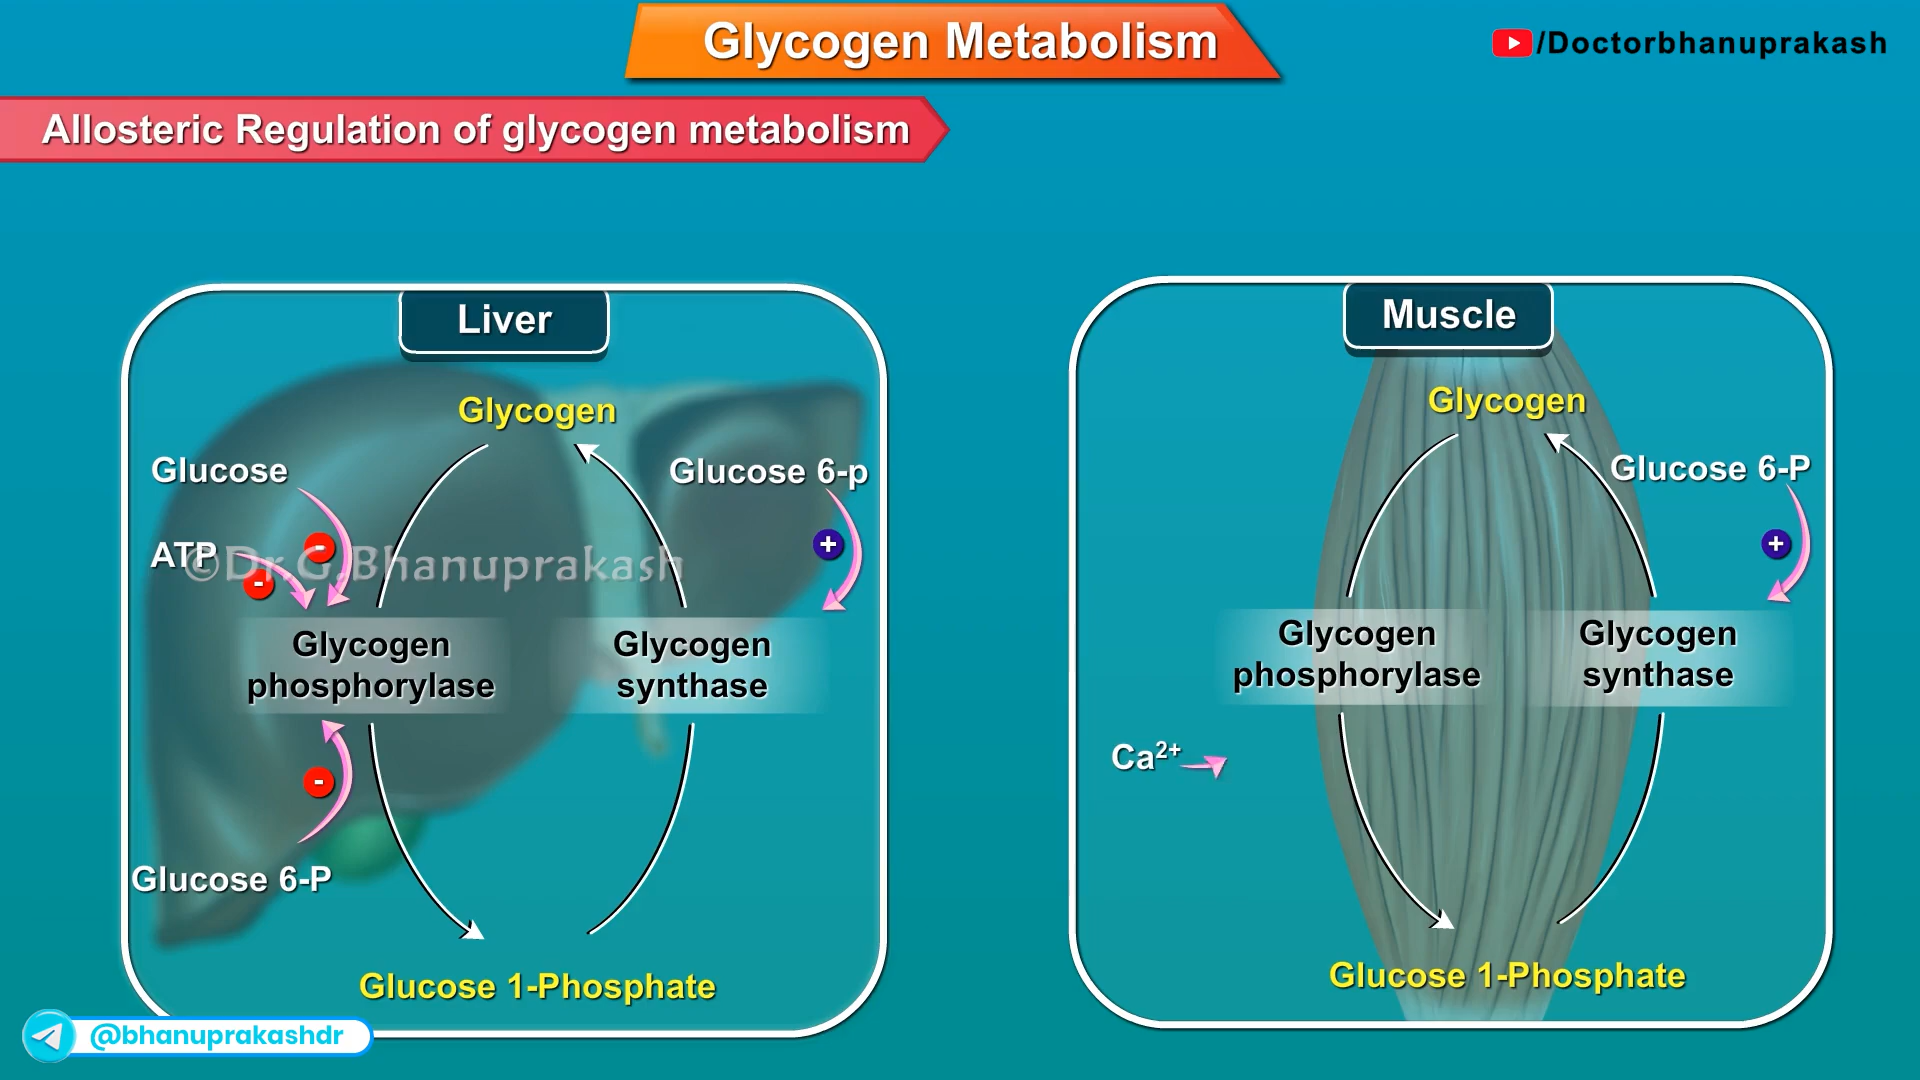 Glycogen Metabolism
/Doctorbhanuprakash
Allosteric Regulation of glycogen metabolism
Liver
Glycogen
Glucose
Glucose 6-p
ATP
-
-
+
©Dr.G.Bhanuprakash
Glycogen
phosphorylase
Glycogen
synthase
-
Glucose 6-P
Glucose 1-Phosphate
@bhanuprakashdr
Muscle
Glycogen
Glucose 6-P
+
Glycogen
phosphorylase
Glycogen
synthase
Ca²⁺
Glucose 1-Phosphate